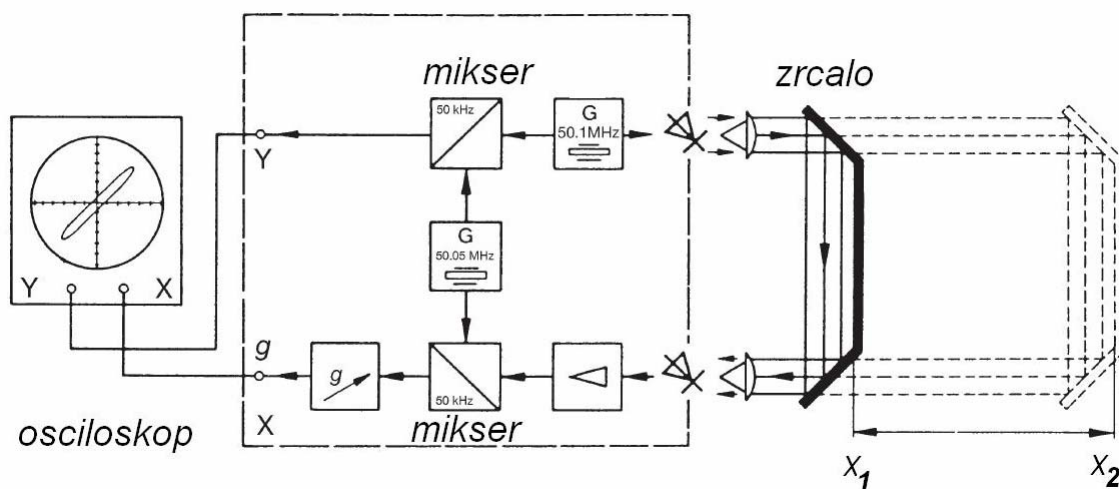 mikser
zrcalo
50 kHz
G
50.1MHz
Y
G
50.05 MHz
Y
X
g
g
50 kHz
X
mikser
osciloskop
X1
X2